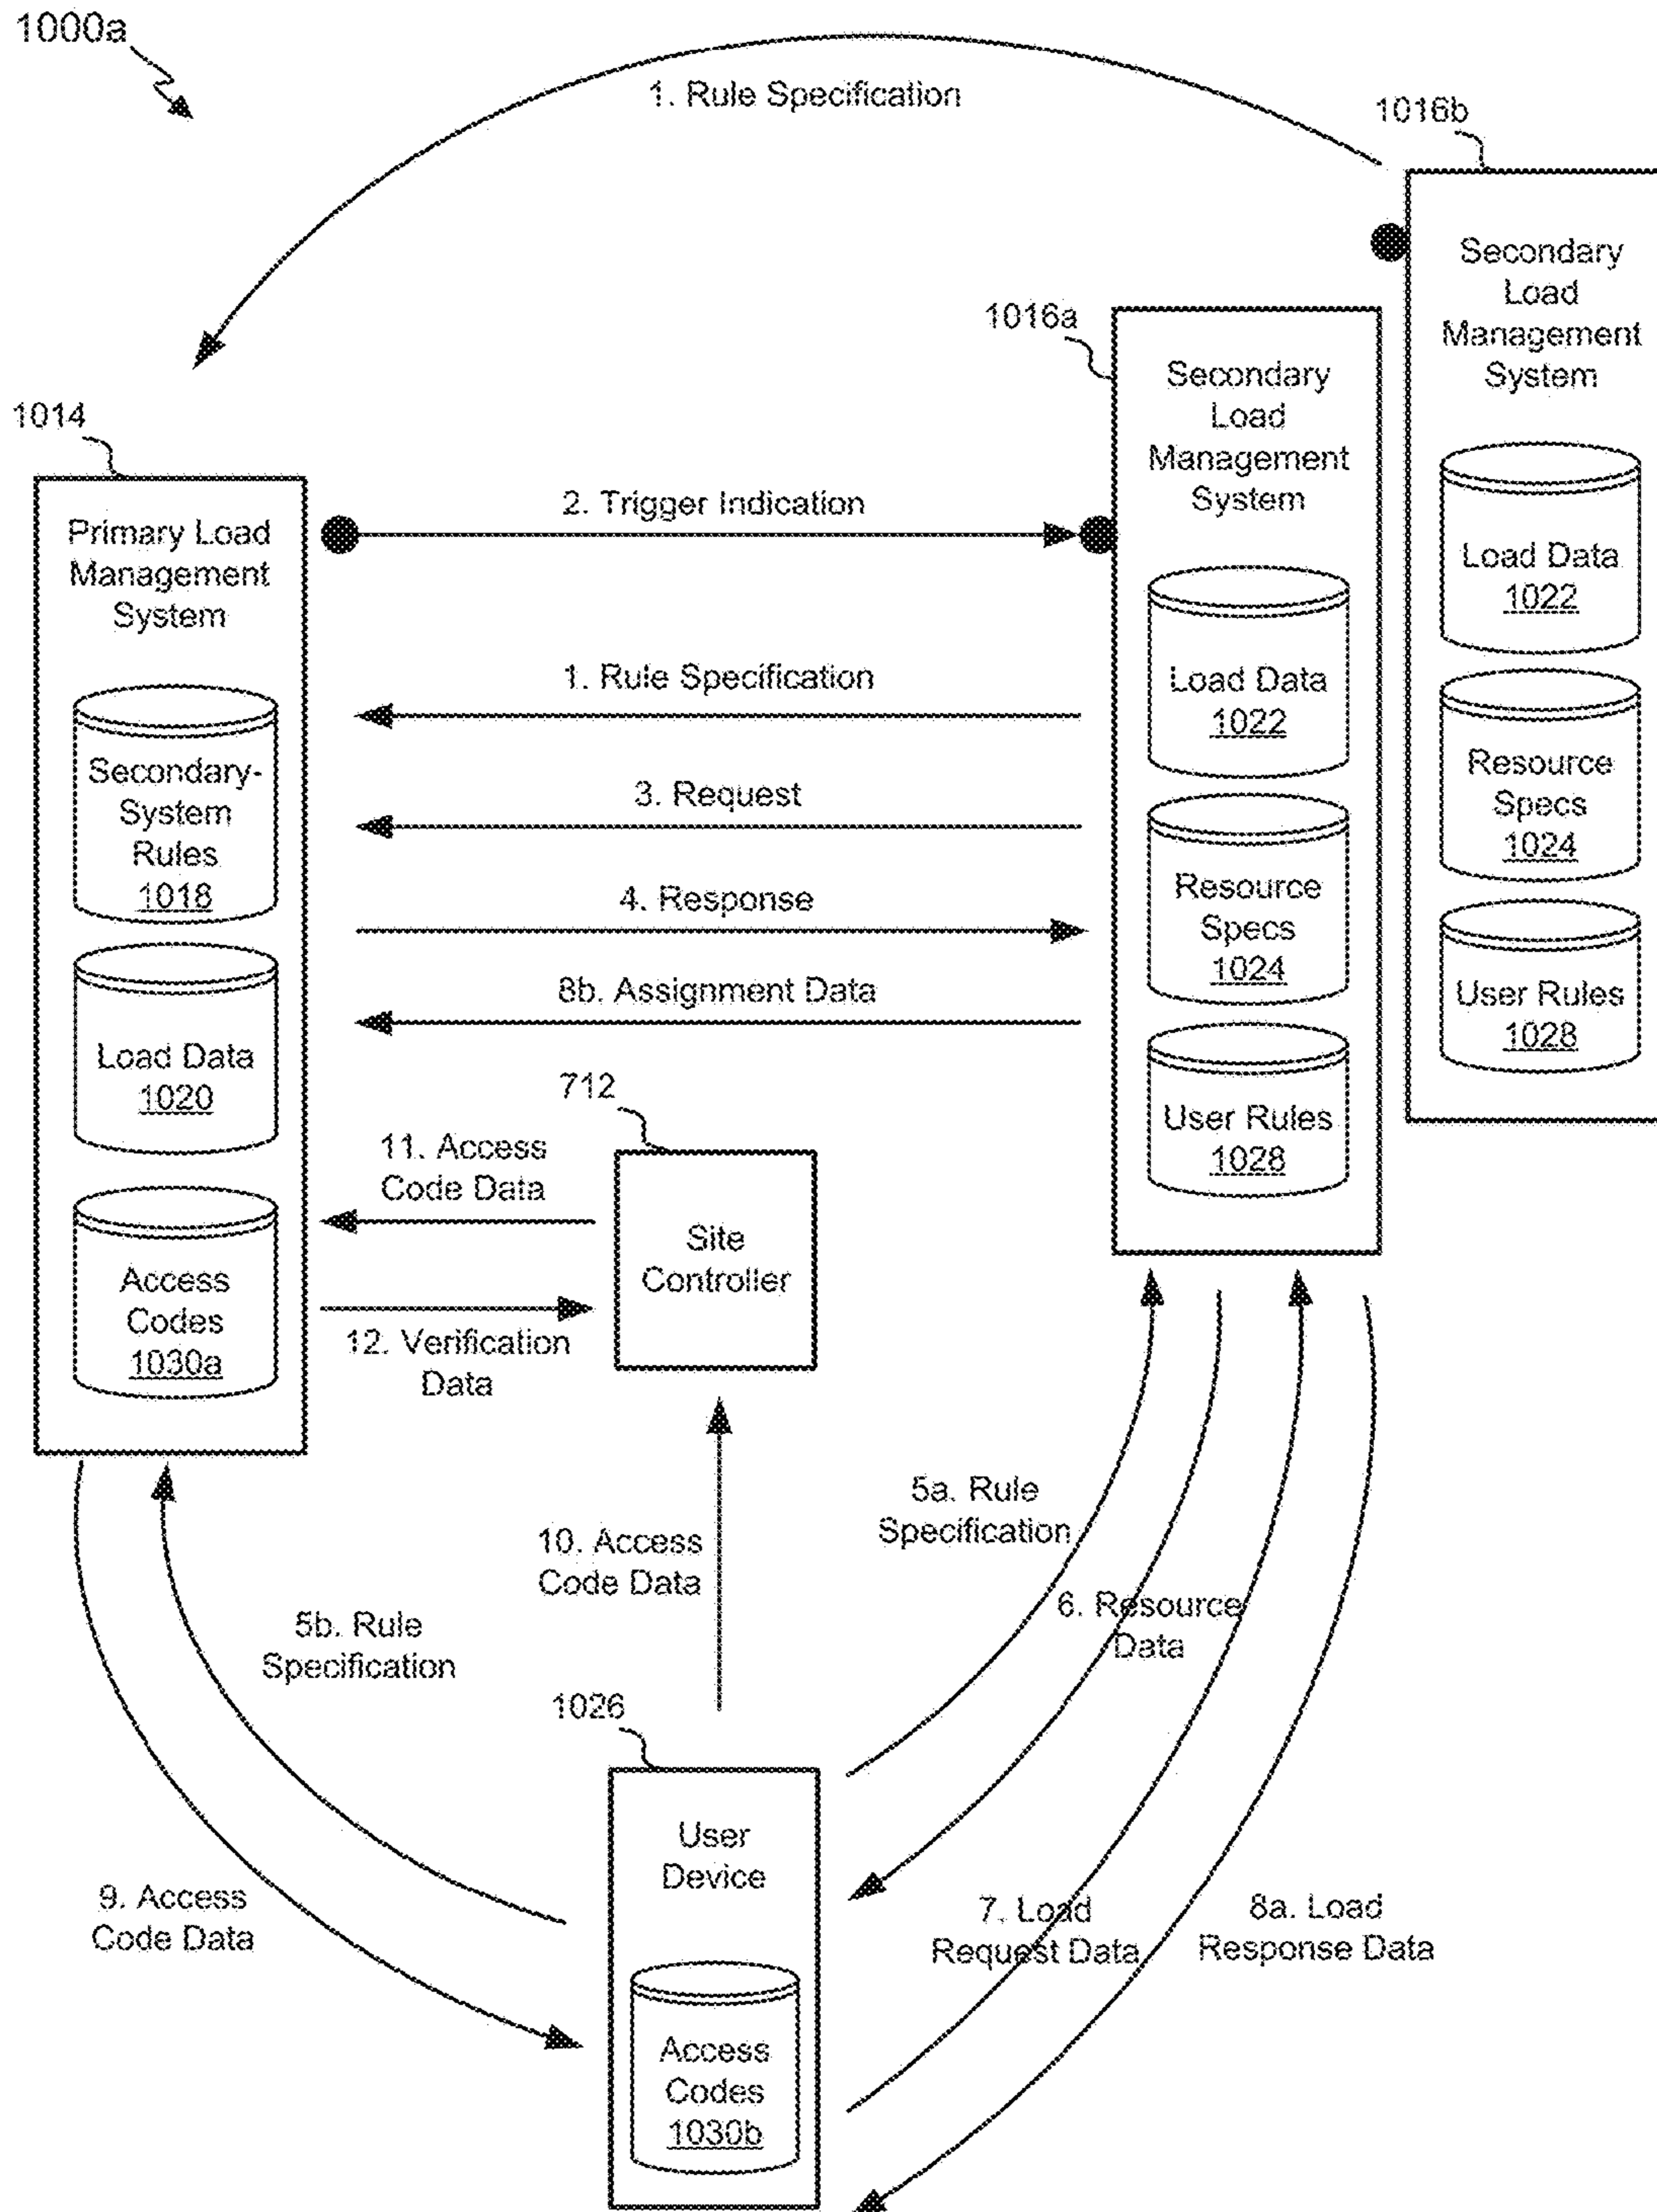 1000a
1. Rule Specification
1016b
Secondary
Load
Management
System
Load Data
1022
Resource
Specs
1024
User Rules
1028
1016a
Secondary
Load
Management
System
Load Data
1022
Resource
Specs
1024
User Rules
1028
1014
Primary Load
Management
System
Secondary-
System
Rules
1018
Load Data
1020
Access
Codes
1030a
2. Trigger Indication
1. Rule Specification
3. Request
4. Response
8b. Assignment Data
712
11. Access
Code Data
Site
Controller
12. Verification
Data
10. Access
Code Data
5a. Rule
Specification
6. Resource
Data
5b. Rule
Specification
1026
User
Device
Access
Codes
1030b
9. Access
Code Data
7. Load
Request Data
8a. Load
Response Data